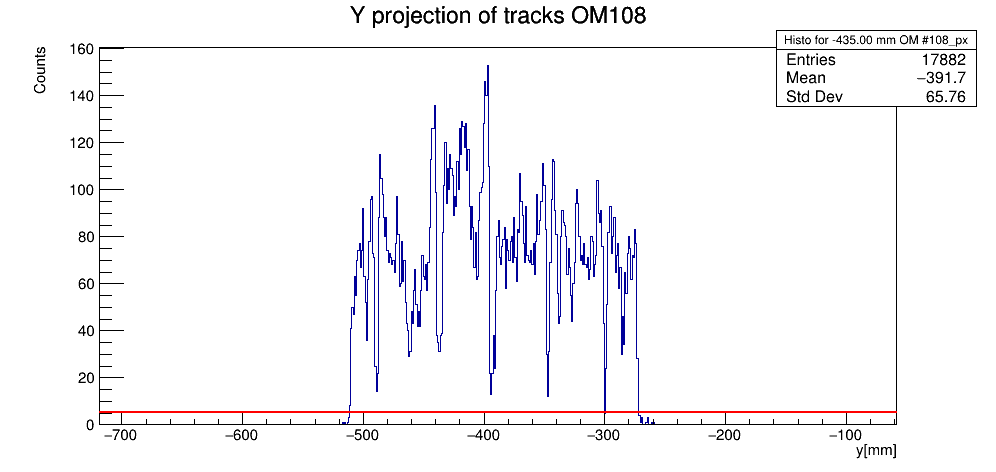 Y projection of tracks OM108
Histo for -435.00 mm OM #108_px
Entries 17882
Mean −391.7
Std Dev 65.76
Counts
160
140
120
100
80
60
40
20
0
−700 −600 −500 −400 −300 −200 −100
y[mm]